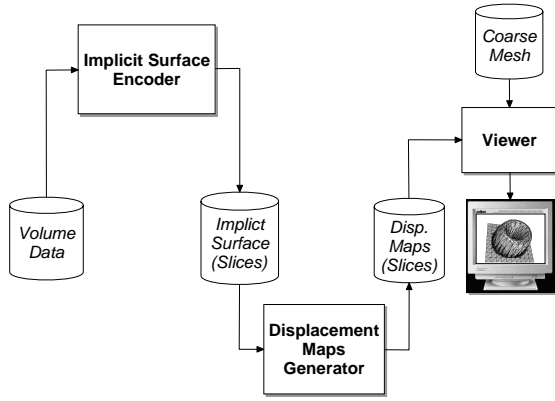 Implicit Surface
Encoder
Coarse
Mesh
Viewer
Volume
Data
Implict
Surface
(Slices)
Disp.
Maps
(Slices)
Displacement
Maps
Generator